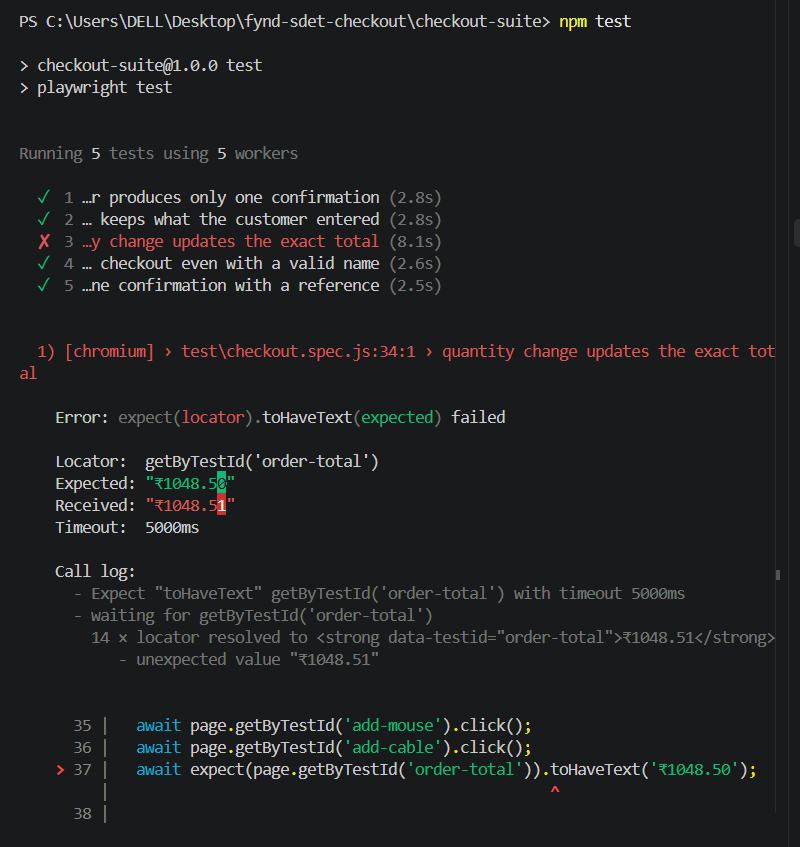 PS C:\Users\DELL\Desktop\fynd-sdet-checkout\checkout-suite> npm test
> checkout-suite@1.0.0 test
> playwright test
Running 5 tests using 5 workers
✓ 1 …r produces only one confirmation (2.8s)
✓ 2 … keeps what the customer entered (2.8s)
✗ 3 …y change updates the exact total (8.1s)
✓ 4 … checkout even with a valid name (2.6s)
✓ 5 …ne confirmation with a reference (2.5s)
1) [chromium] › test\checkout.spec.js:34:1 › quantity change updates the exact tot
al
Error: expect(locator).toHaveText(expected) failed
Locator: getByTestId('order-total')
Expected: "₹1048.50"
Received: "₹1048.51"
Timeout: 5000ms
Call log:
- Expect "toHaveText" getByTestId('order-total') with timeout 5000ms
- waiting for getByTestId('order-total')
14 × locator resolved to <strong data-testid="order-total">₹1048.51</strong>
- unexpected value "₹1048.51"
35 | await page.getByTestId('add-mouse').click();
36 | await page.getByTestId('add-cable').click();
> 37 | await expect(page.getByTestId('order-total')).toHaveText('₹1048.50');
| ^
38 |